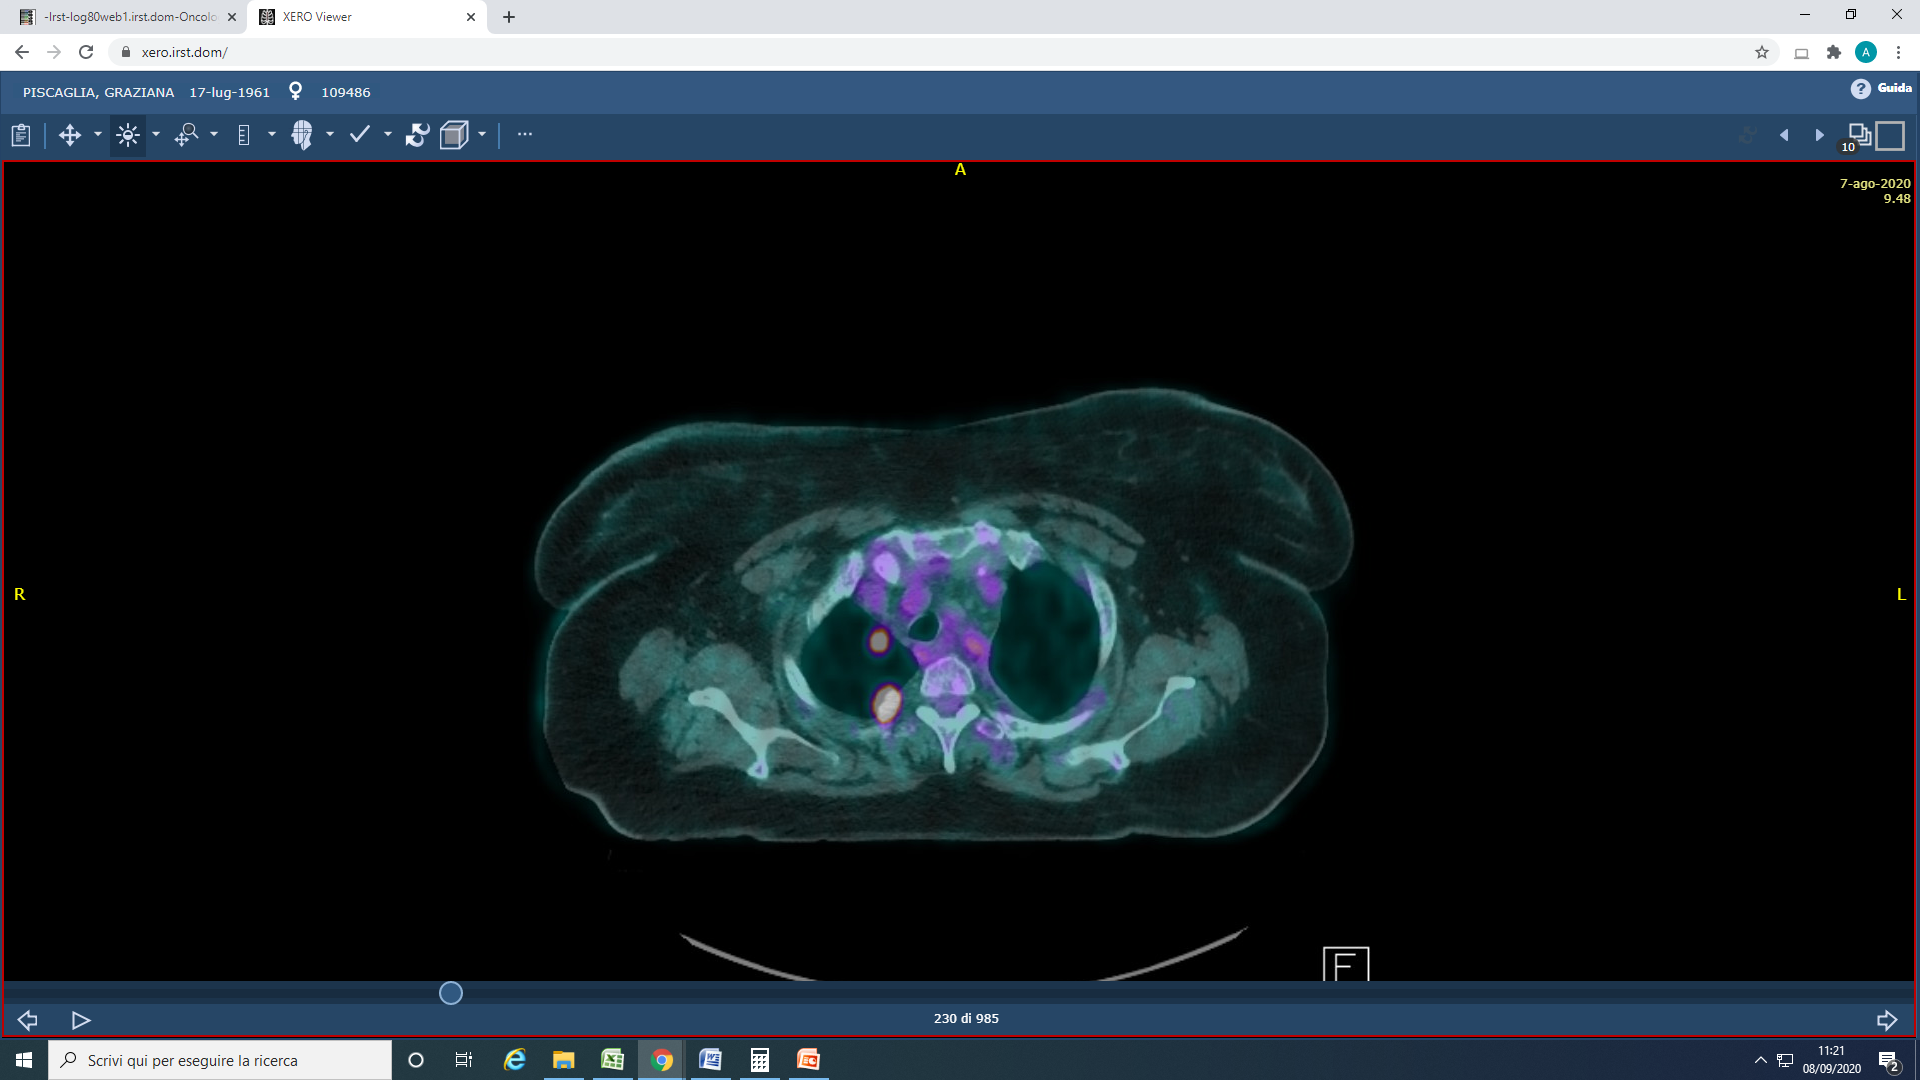 -Irst-log80web1.irst.dom-Oncolo
XERO Viewer
xero.irst.dom/
A
PISCAGLIA, GRAZIANA 17-lug-1961 109486
? Guida
10
A
7-ago-2020
9.48
R
L
F
230 di 985
Scrivi qui per eseguire la ricerca
11:21
08/09/2020
2